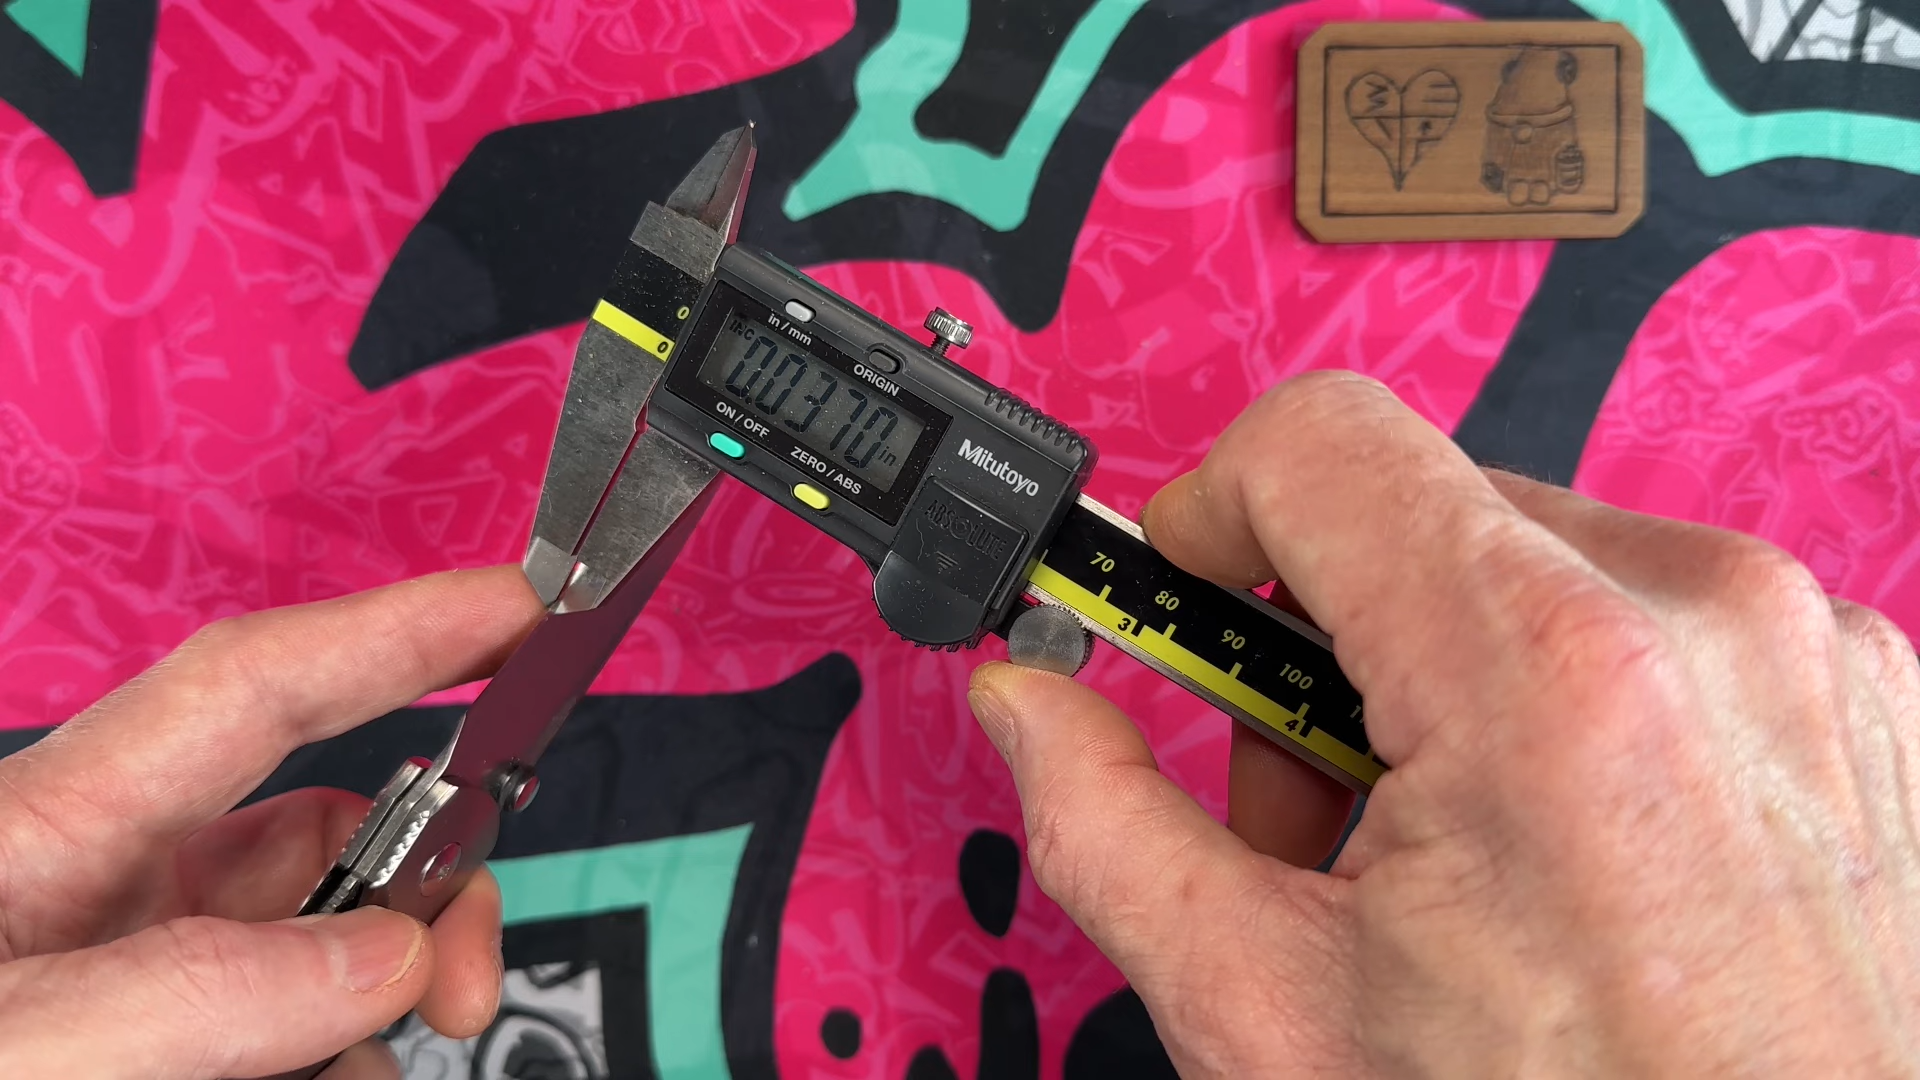 in/mm
ORIGIN
INC
0.0370 in
ON/OFF
ZERO/ABS
Mitutoyo
ABSOLUTE
0
0
70
80
90
100
3
4